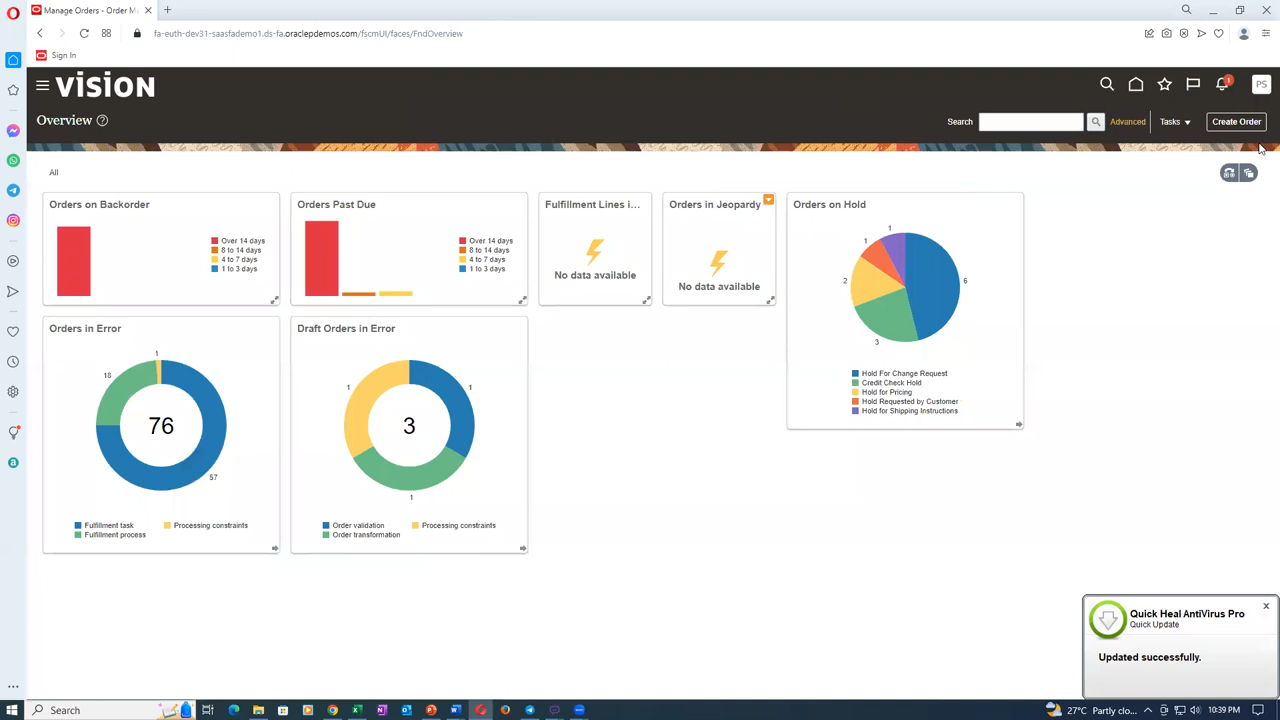 Manage Orders - Order M
fa-euth-dev31-saasfademo1.ds-fa.oraclepdemos.com/fscmUI/faces/FndOverview
Sign In
VISION
1
PS
Overview
Search
Advanced
Tasks
Create Order
All
Orders on Backorder
Over 14 days
8 to 14 days
4 to 7 days
1 to 3 days
Orders Past Due
Over 14 days
8 to 14 days
4 to 7 days
1 to 3 days
Fulfillment Lines i...
No data available
Orders in Jeopardy
No data available
Orders on Hold
1
1
2
6
3
Hold For Change Request
Credit Check Hold
Hold for Pricing
Hold Requested by Customer
Hold for Shipping Instructions
Orders in Error
1
18
76
57
Fulfillment task
Processing constraints
Fulfillment process
Draft Orders in Error
1
1
3
1
Order validation
Processing constraints
Order transformation
Quick Heal AntiVirus Pro
Quick Update
Updated successfully.
Search
27°C Partly clo...
10:39 PM